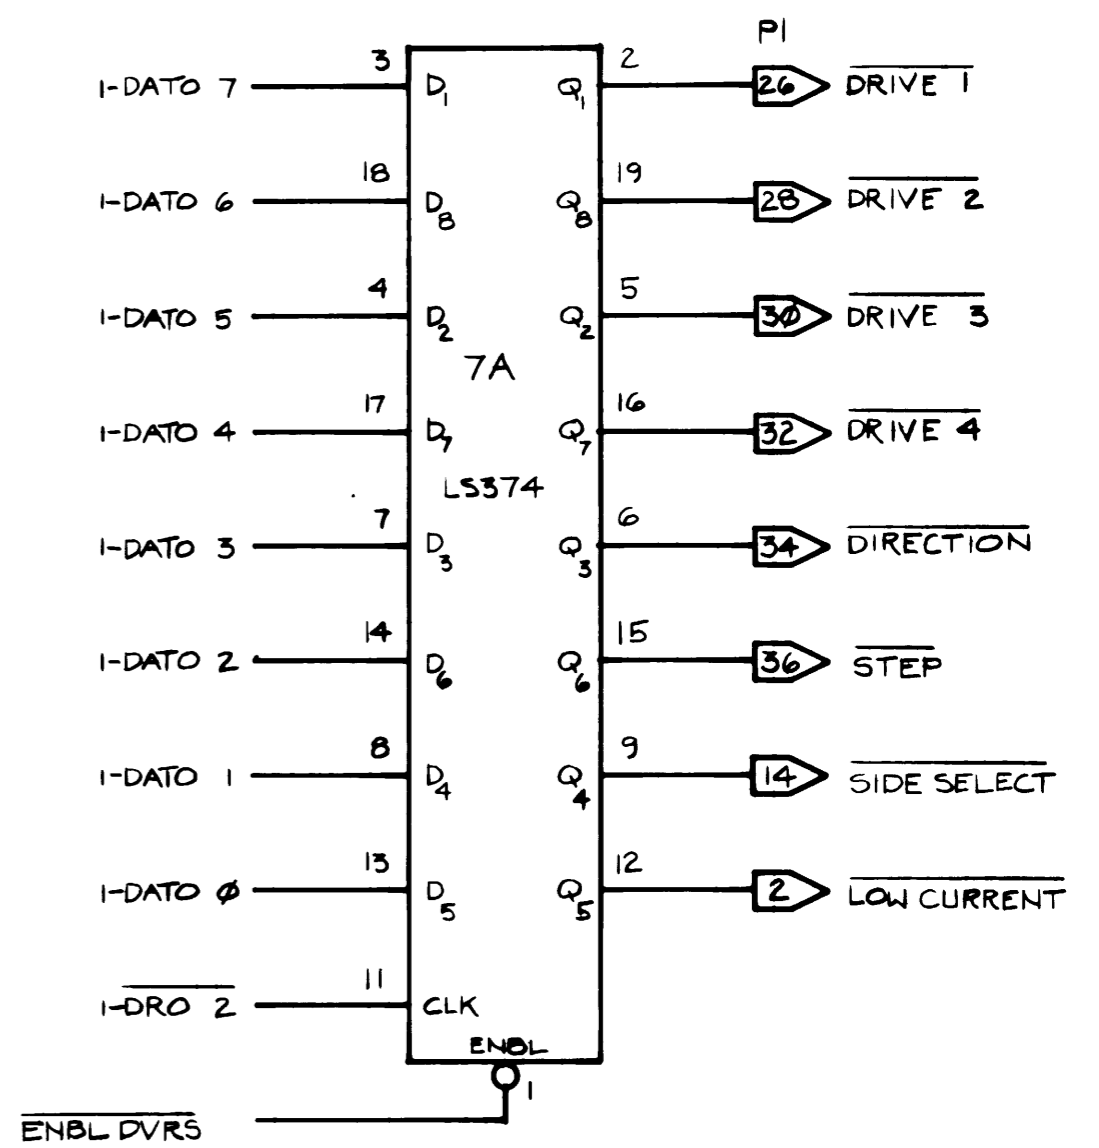 P1
1-DATO 7 3 D1 Q1 2 26 DRIVE 1
1-DATO 6 18 D8 Q8 19 28 DRIVE 2
1-DATO 5 4 D2 Q2 5 3Ø DRIVE 3
7A
1-DATO 4 17 D7 Q7 16 32 DRIVE 4
LS374
1-DATO 3 7 D3 Q3 6 34 DIRECTION
1-DATO 2 14 D6 Q6 15 36 STEP
1-DATO 1 8 D4 Q4 9 14 SIDE SELECT
1-DATO Ø 13 D5 Q5 12 2 LOW CURRENT
1-DRO 2 11 CLK
ENBL
1
ENBL DVRS